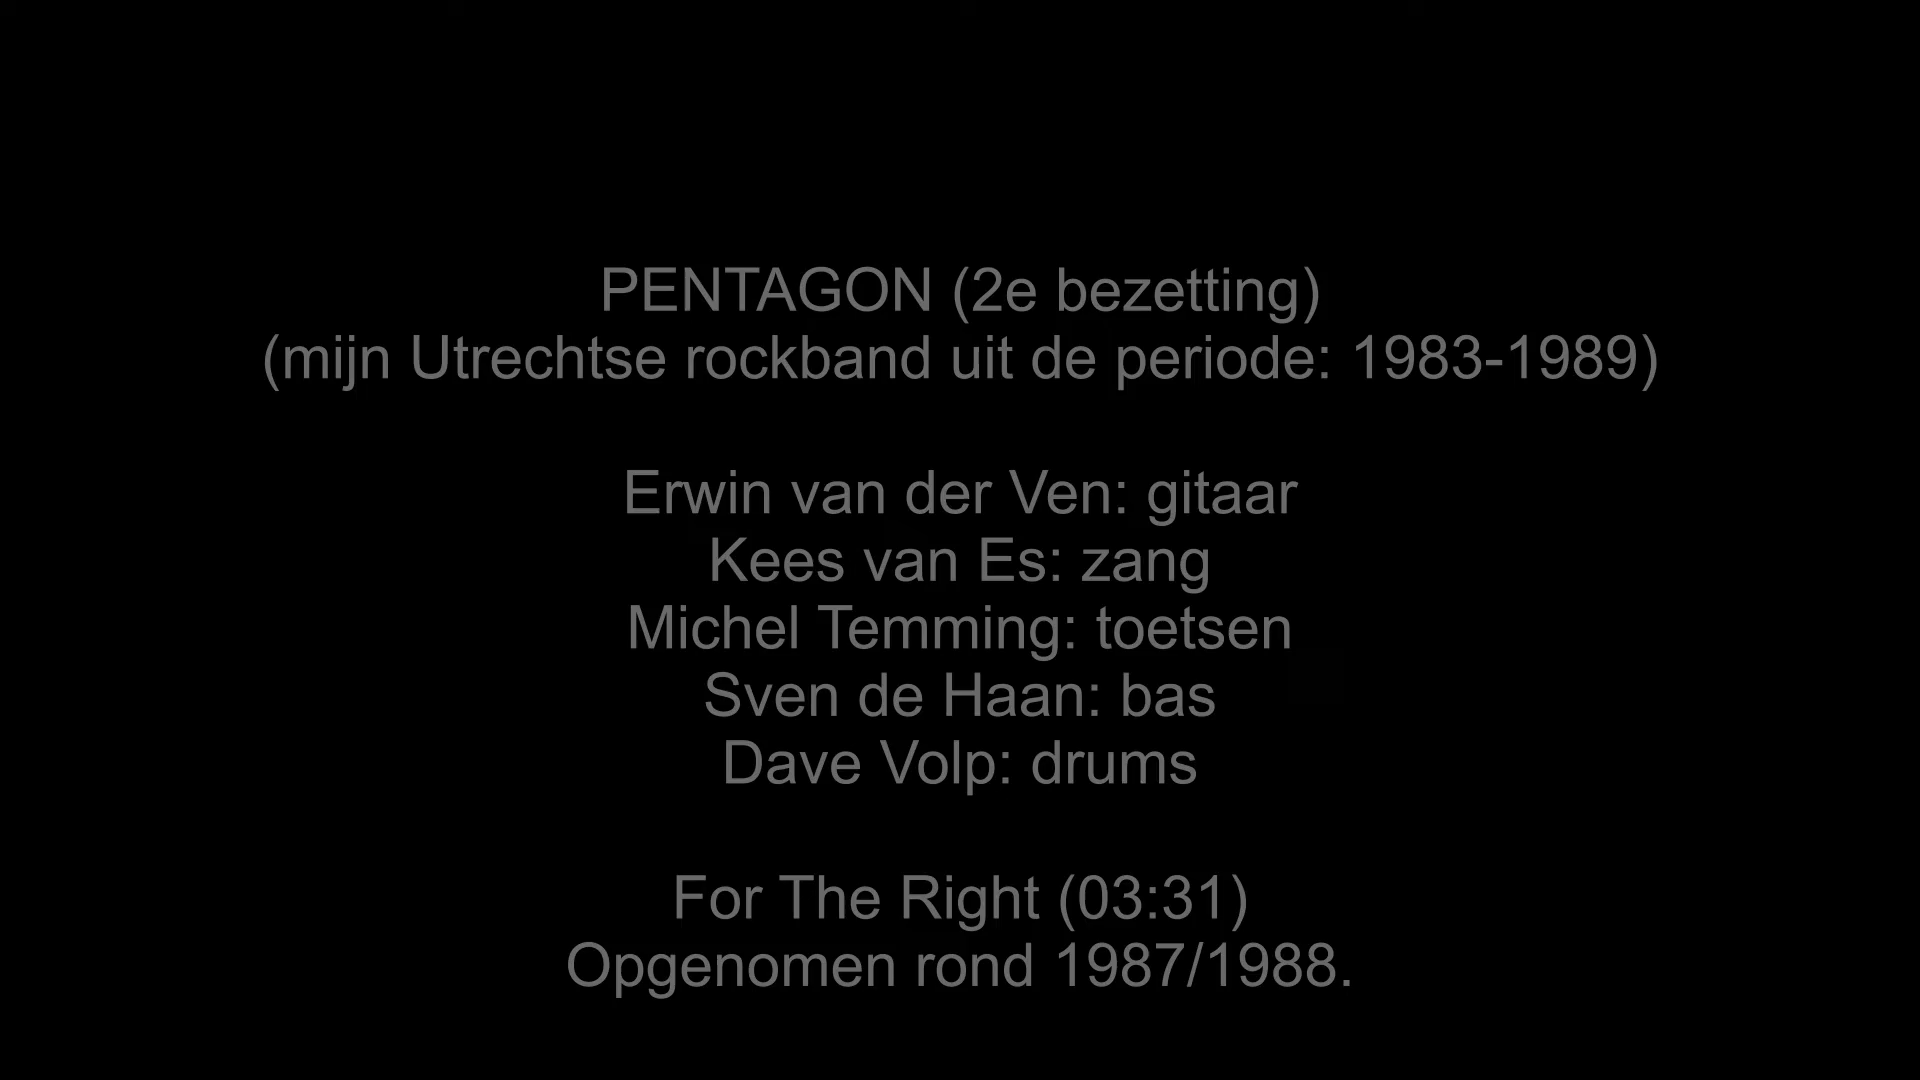 PENTAGON (2e bezetting)
(mijn Utrechtse rockband uit de periode: 1983-1989)
Erwin van der Ven: gitaar
Kees van Es: zang
Michel Temming: toetsen
Sven de Haan: bas
Dave Volp: drums
For The Right (03:31)
Opgenomen rond 1987/1988.